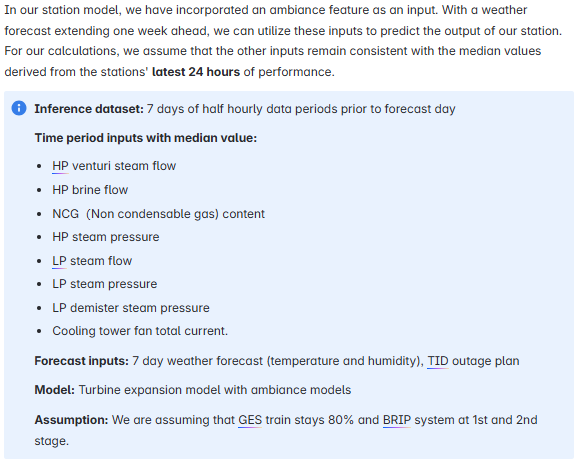 In our station model, we have incorporated an ambiance feature as an input. With a weather
forecast extending one week ahead, we can utilize these inputs to predict the output of our station.
For our calculations, we assume that the other inputs remain consistent with the median values
derived from the stations' latest 24 hours of performance.
Inference dataset: 7 days of half hourly data periods prior to forecast day
Time period inputs with median value:
• HP venturi steam flow
• HP brine flow
• NCG (Non condensable gas) content
• HP steam pressure
• LP steam flow
• LP steam pressure
• LP demister steam pressure
• Cooling tower fan total current.
Forecast inputs: 7 day weather forecast (temperature and humidity), TID outage plan
Model: Turbine expansion model with ambiance models
Assumption: We are assuming that GES train stays 80% and BRIP system at 1st and 2nd
stage.